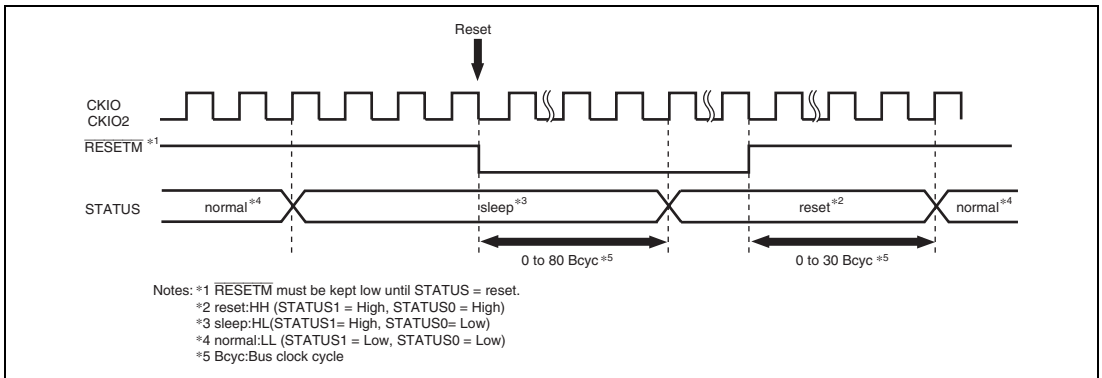 Reset
CKIO
CKIO2
RESETM *1
STATUS
normal*4 sleep*3 reset*2 normal*4
0 to 80 Bcyc *5 0 to 30 Bcyc *5
Notes: *1 RESETM must be kept low until STATUS = reset.
*2 reset:HH (STATUS1 = High, STATUS0 = High)
*3 sleep:HL(STATUS1= High, STATUS0= Low)
*4 normal:LL (STATUS1 = Low, STATUS0 = Low)
*5 Bcyc:Bus clock cycle